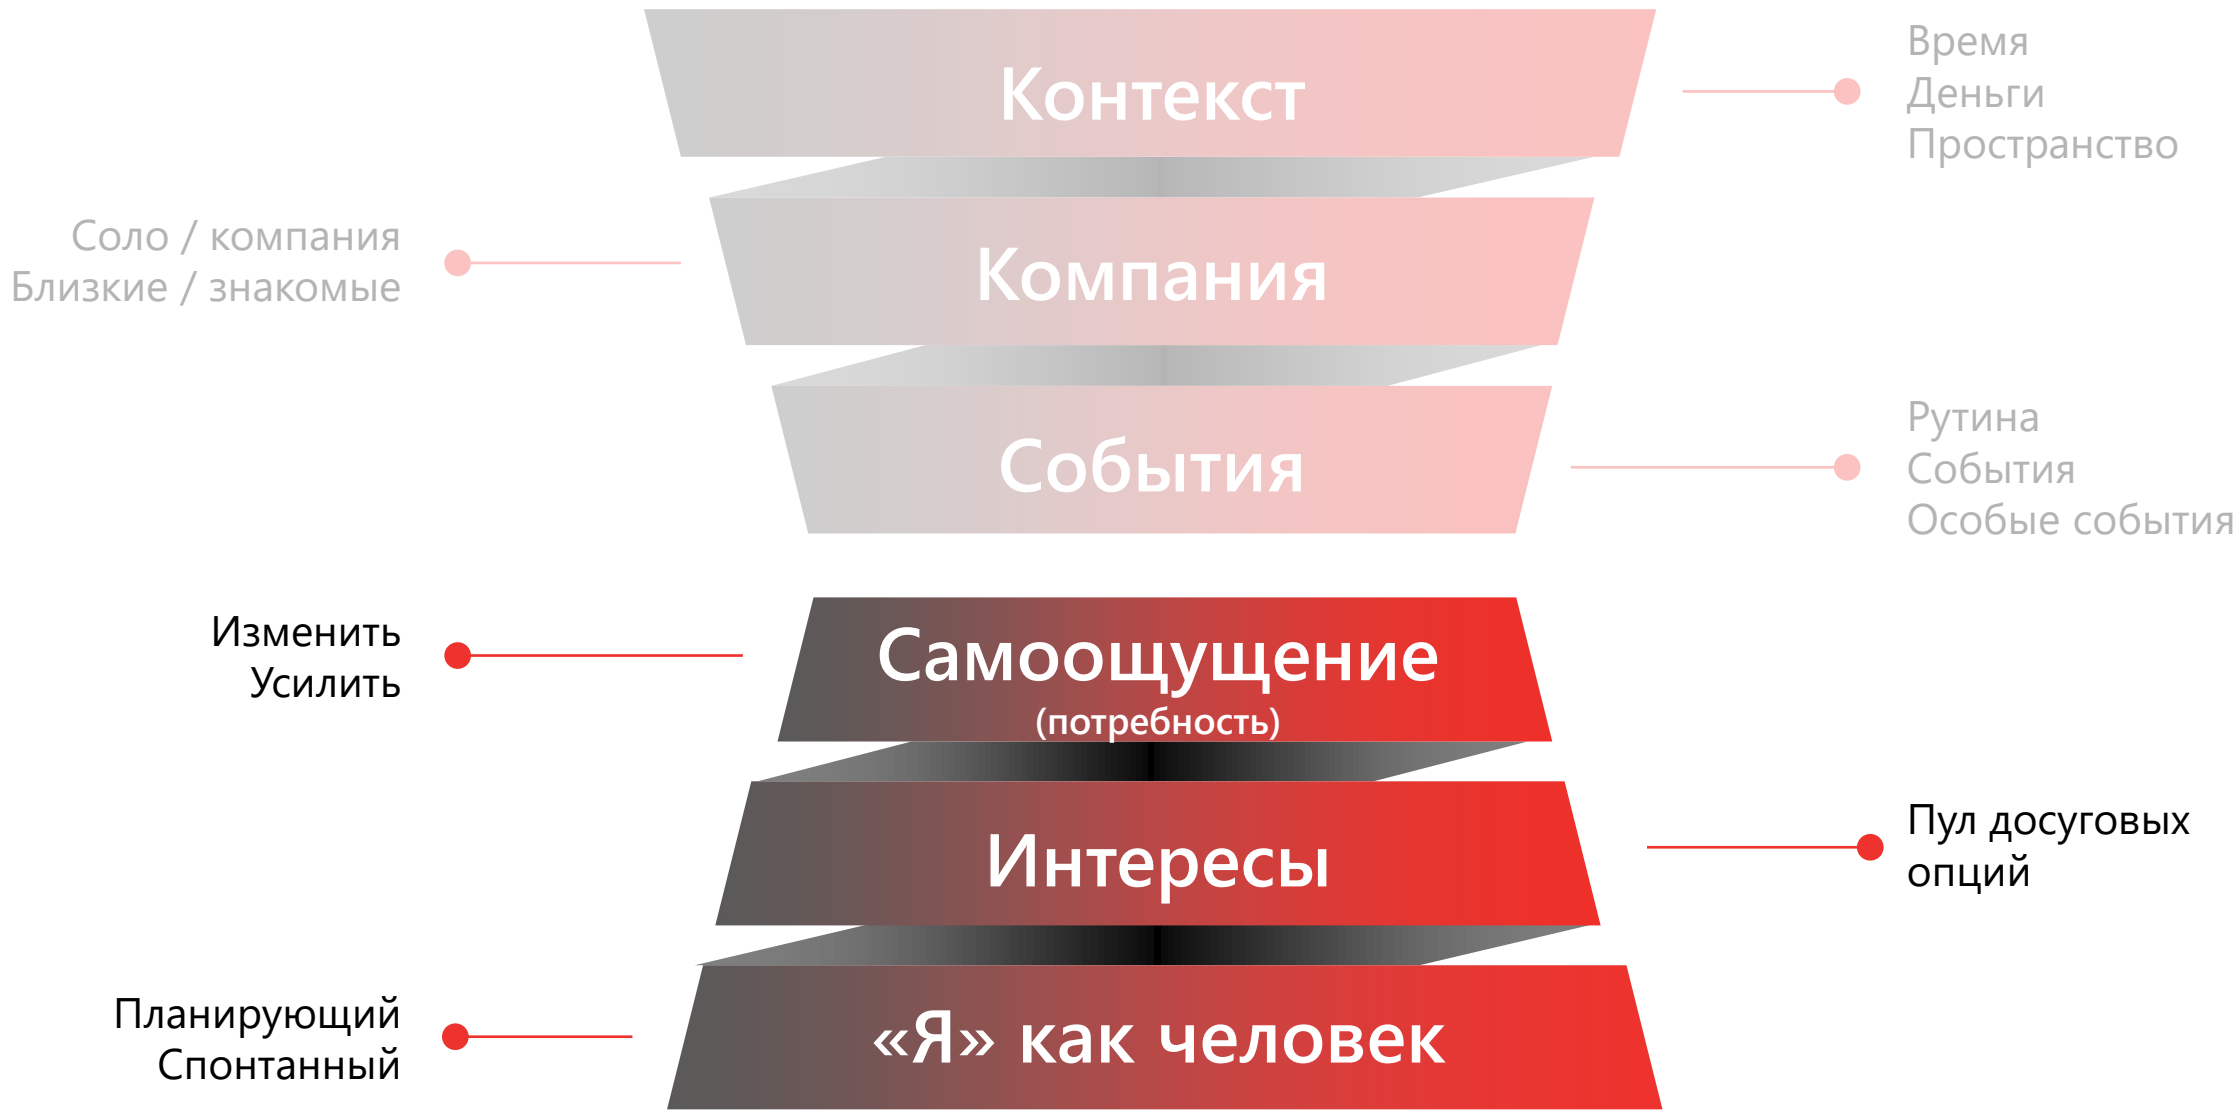 Контекст
Время
Деньги
Пространство
Соло / компания
Близкие / знакомые
Компания
События
Рутина
События
Особые события
Изменить
Усилить
Самоощущение
(потребность)
Интересы
Пул досуговых
опций
Планирующий
Спонтанный
«Я» как человек